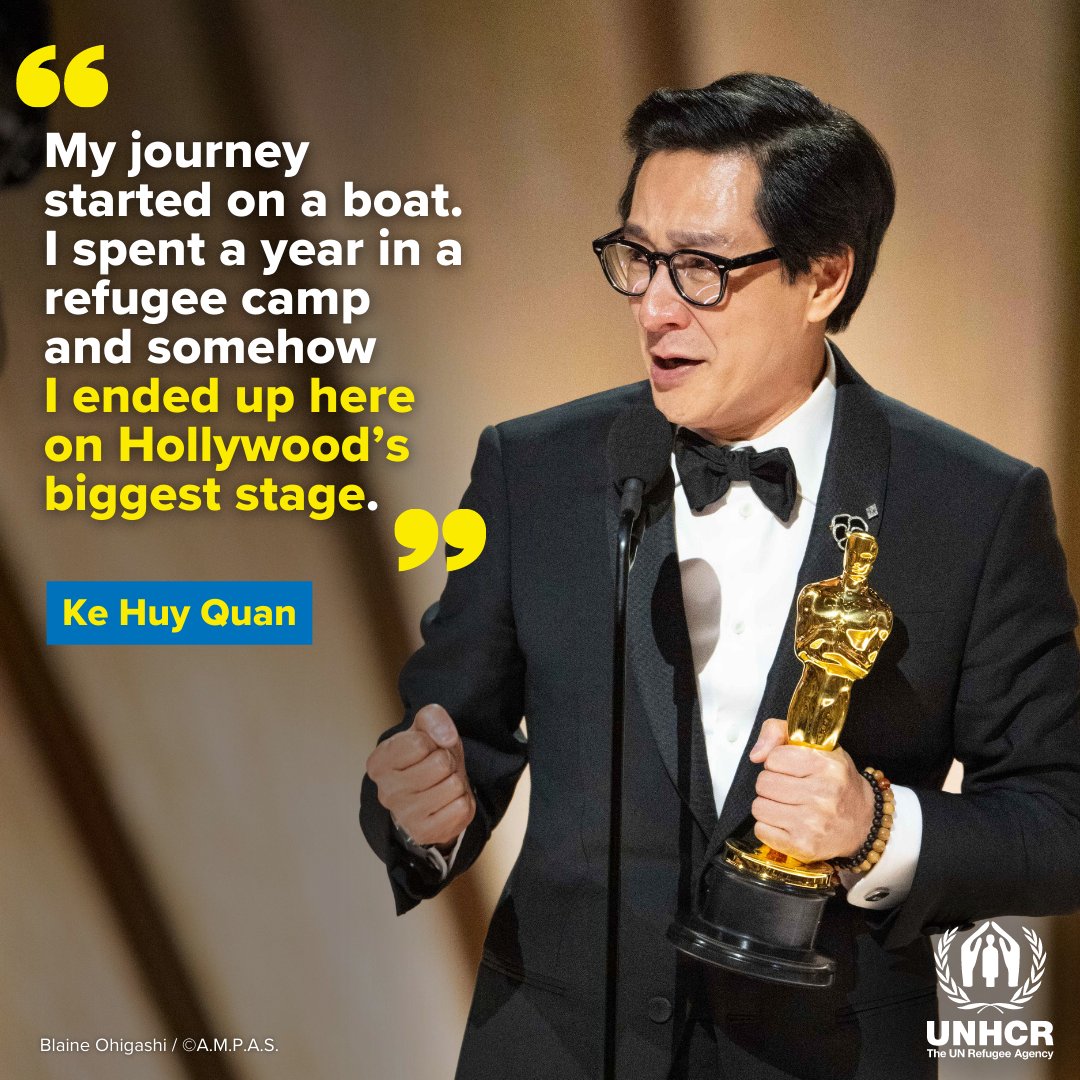 “
My journey
started on a boat.
I spent a year in a
refugee camp
and somehow
I ended up here
on Hollywood’s
biggest stage.
”
Ke Huy Quan
Blaine Ohigashi / ©A.M.P.A.S.
UNHCR
The UN Refugee Agency